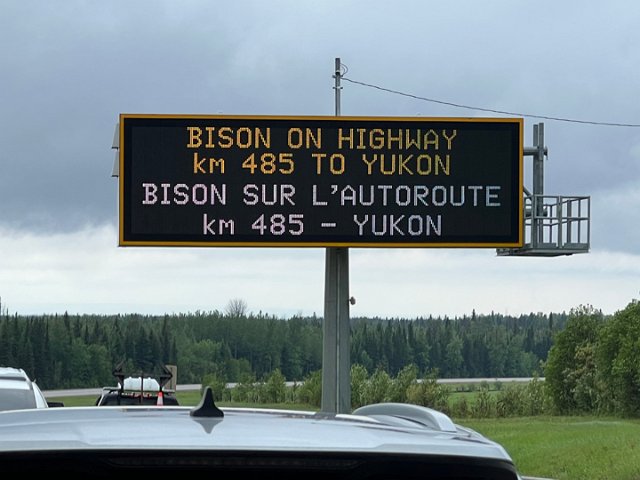 BISON ON HIGHWAY
km 485 TO YUKON
BISON SUR L'AUTOROUTE
km 485 – YUKON